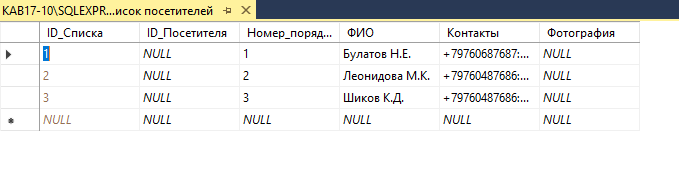 KAB17-10\SQLEXPR...исок посетителей
ID_Списка ID_Посетителя Номер_поряд... ФИО Контакты Фотография
1 NULL 1 Булатов Н.Е. +79760687687:... NULL
2 NULL 2 Леонидова М.К. +79760487686:... NULL
3 NULL 3 Шиков К.Д. +79760487686:... NULL
NULL NULL NULL NULL NULL NULL